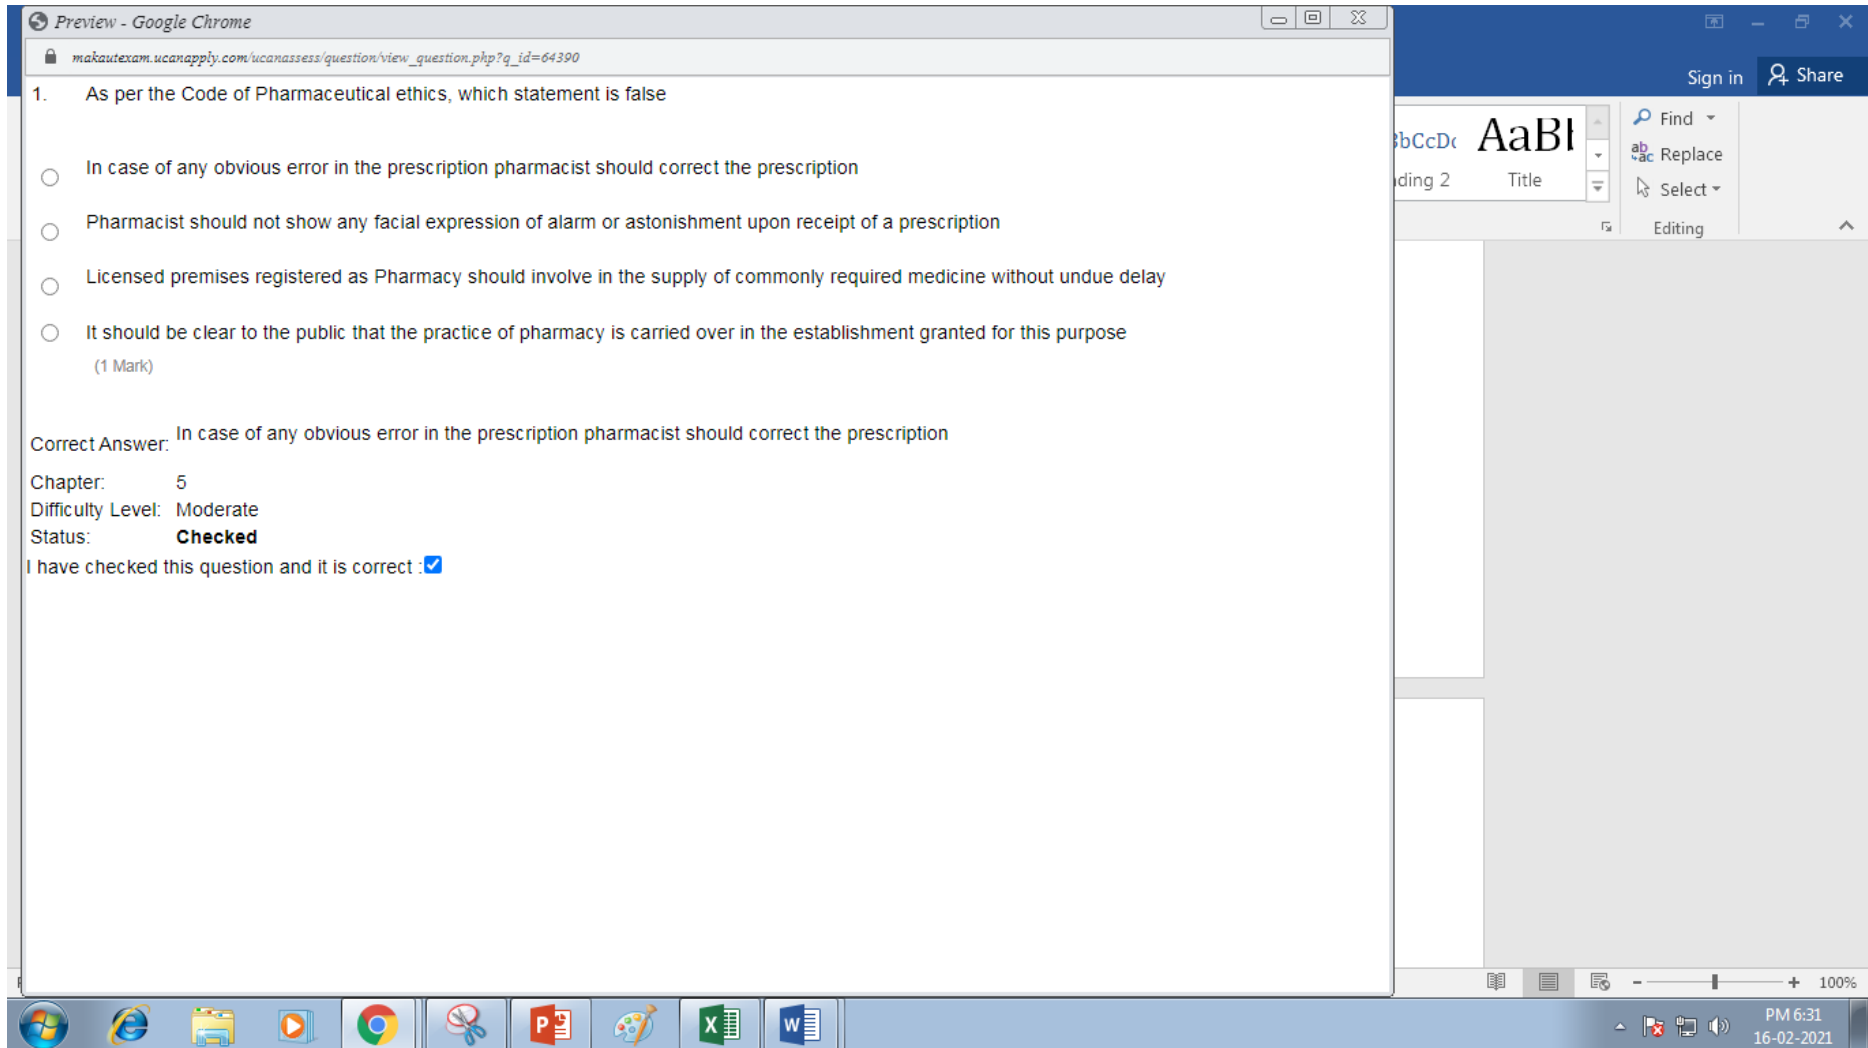 Preview - Google Chrome
makautexam.ucanapply.com/ucanassess/question/view_question.php?q_id=64390
Sign in Share
1. As per the Code of Pharmaceutical ethics, which statement is false
In case of any obvious error in the prescription pharmacist should correct the prescription
Pharmacist should not show any facial expression of alarm or astonishment upon receipt of a prescription
Licensed premises registered as Pharmacy should involve in the supply of commonly required medicine without undue delay
It should be clear to the public that the practice of pharmacy is carried over in the establishment granted for this purpose
(1 Mark)
Correct Answer: In case of any obvious error in the prescription pharmacist should correct the prescription
Chapter: 5
Difficulty Level: Moderate
Status: Checked
I have checked this question and it is correct :
AaBl
Title
Find
Replace
Select
Editing
100%
PM 6:31
16-02-2021